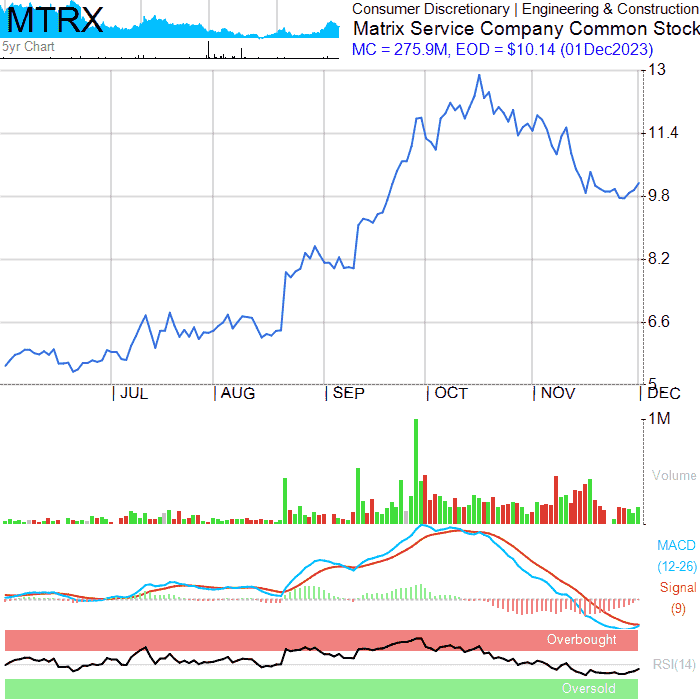 MTRX
Consumer Discretionary | Engineering & Construction
5yr Chart
Matrix Service Company Common Stock
MC = 275.9M, EOD = $10.14 (01Dec2023)
13
11.4
9.8
8.2
6.6
5
JUL
AUG
SEP
OCT
NOV
DEC
1M
Volume
MACD
(12-26)
Signal
(9)
Overbought
RSI(14)
Oversold